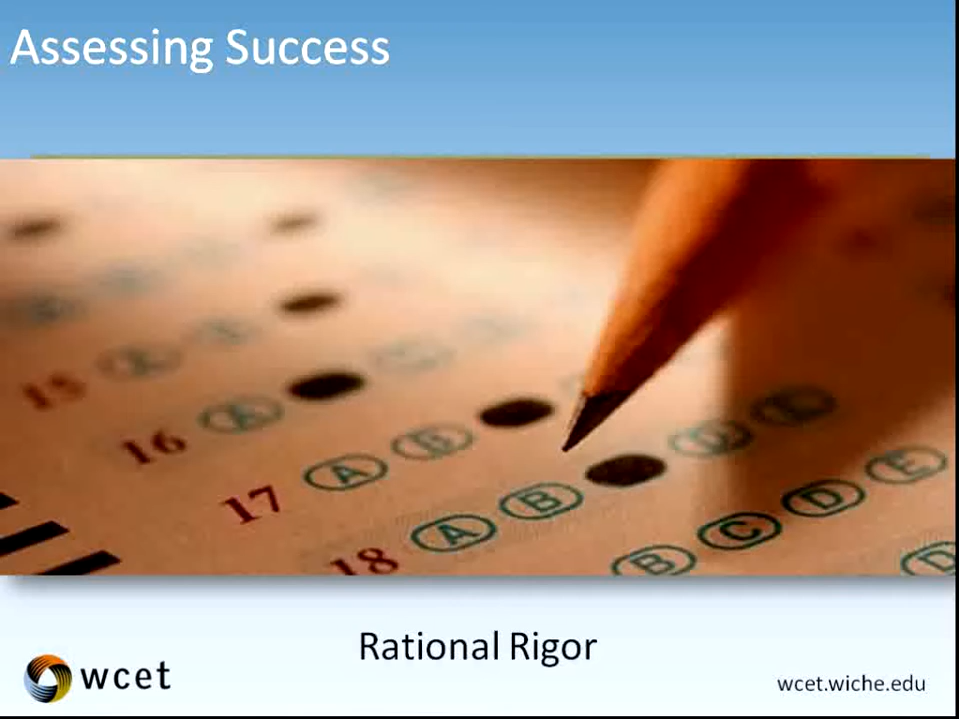 Assessing Success
15
16 A
17 A B
18 A B D E
B C D E
D
Rational Rigor
wcet
wcet.wiche.edu